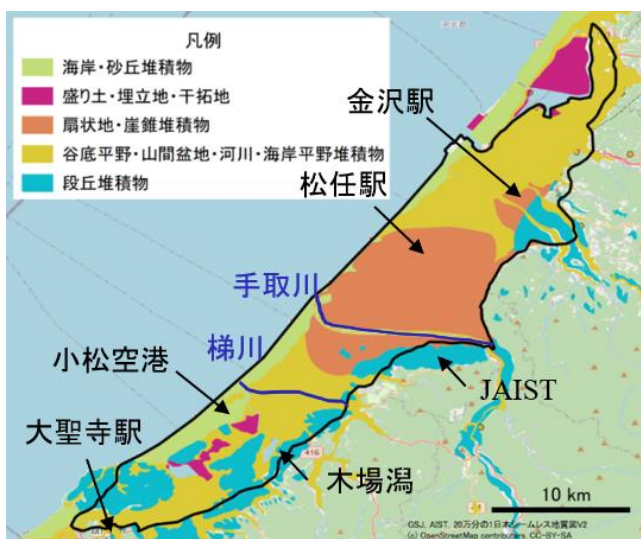 凡例
海岸・砂丘堆積物
盛り土・埋立地・干拓地
扇状地・崖錐堆積物
谷底平野・山間盆地・河川・海岸平野堆積物
段丘堆積物
金沢駅
松任駅
手取川
梯川
小松空港
JAIST
大聖寺駅
416
木場潟
10 km
GSJ, AIST, 20万分の1日本シームレス地質図V2
(c) OpenStreetMap contributors, CC-BY-SA